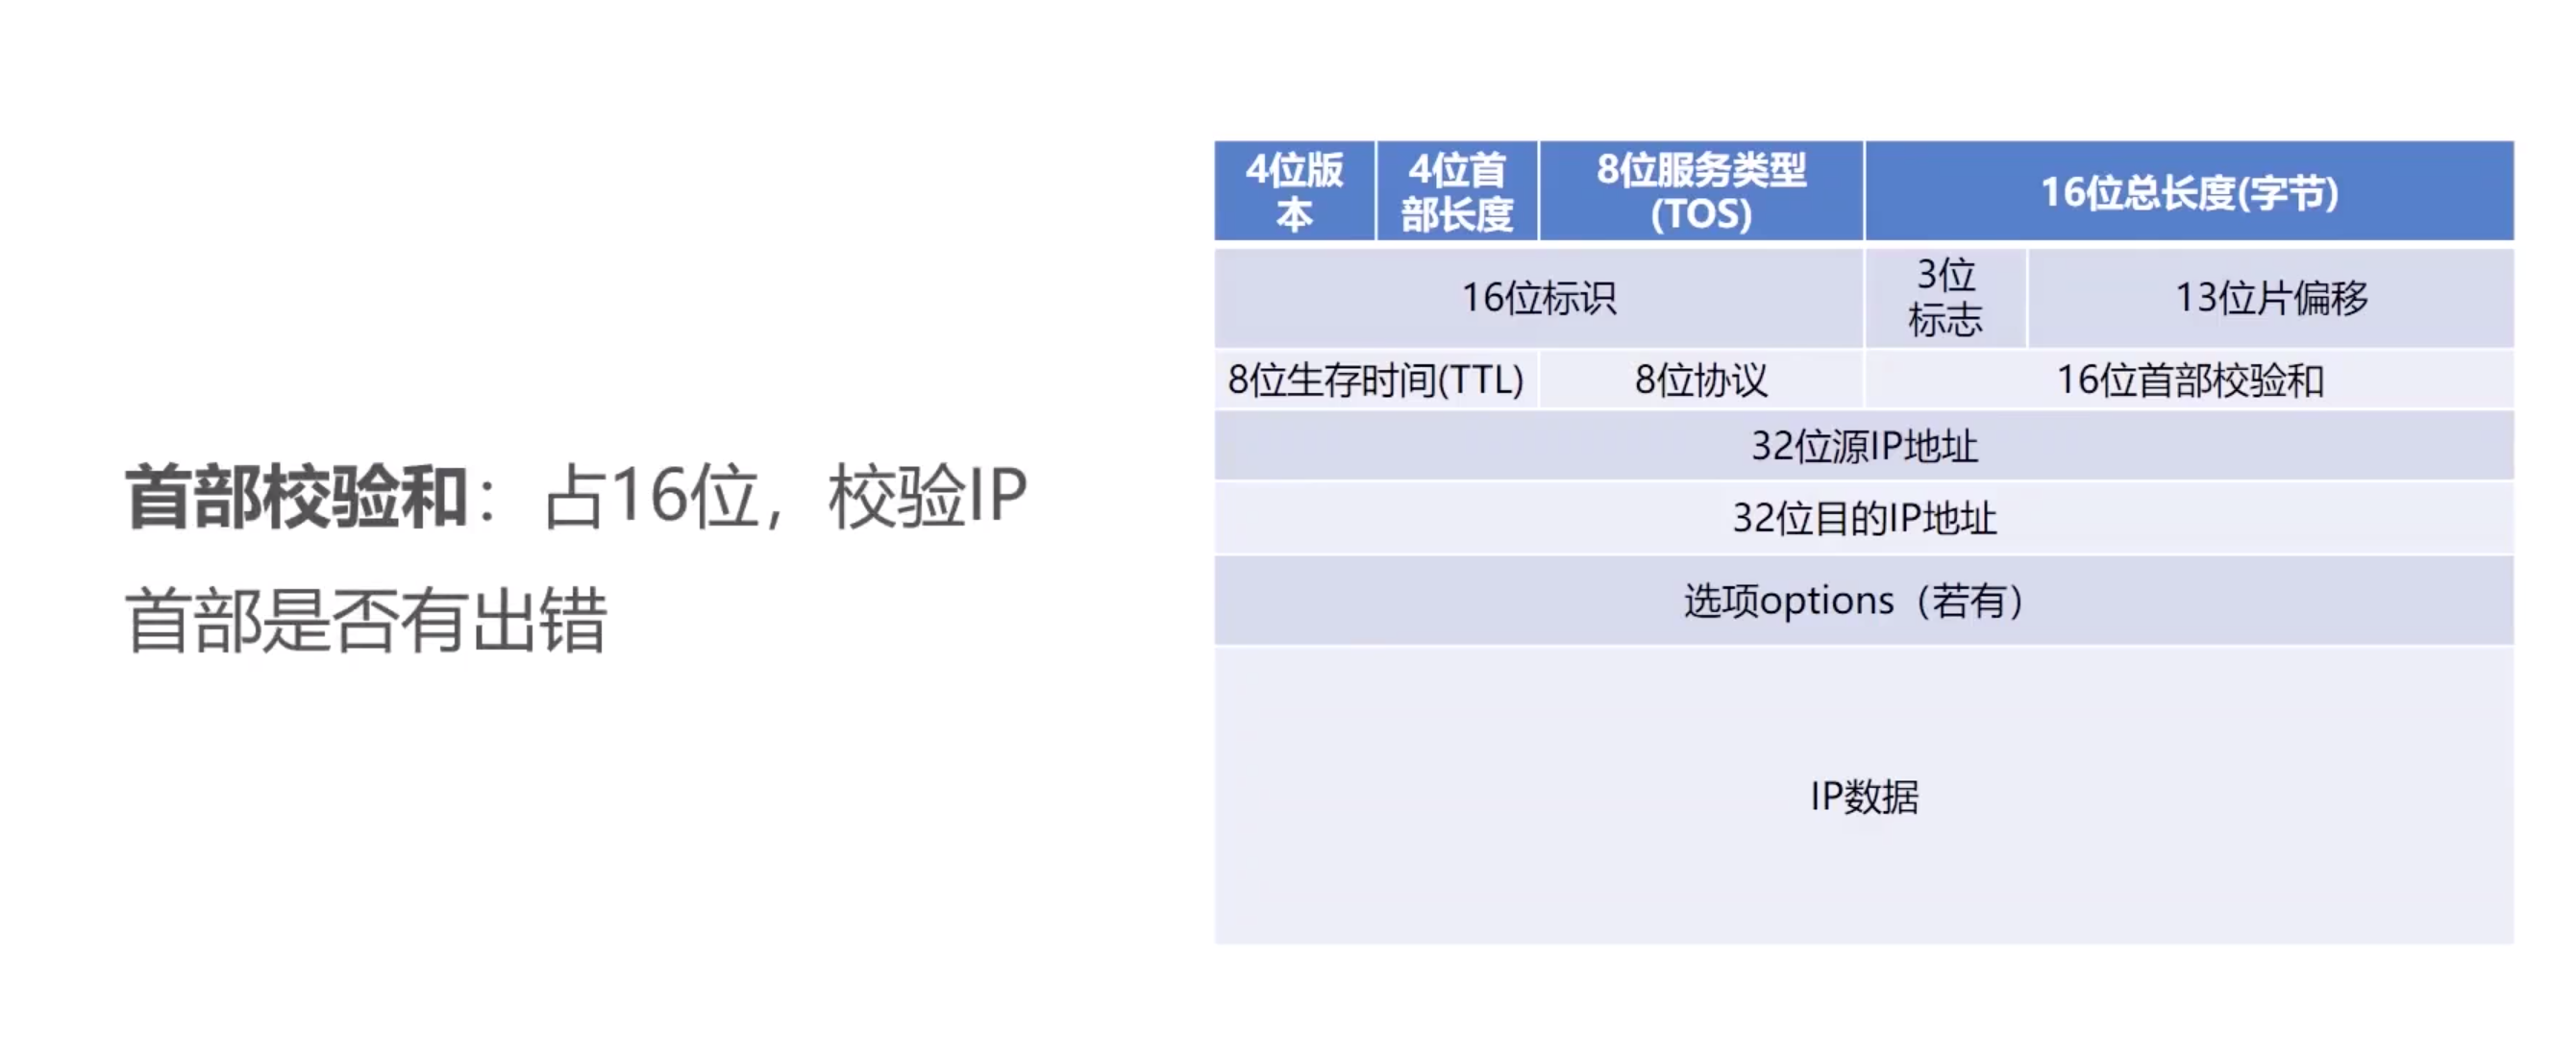 首部校验和：占16位，校验IP
首部是否有出错
4位版
本
4位首
部长度
8位服务类型
(TOS)
16位总长度(字节)
16位标识
3位
标志
13位片偏移
8位生存时间(TTL)
8位协议
16位首部校验和
32位源IP地址
32位目的IP地址
选项options（若有）
IP数据